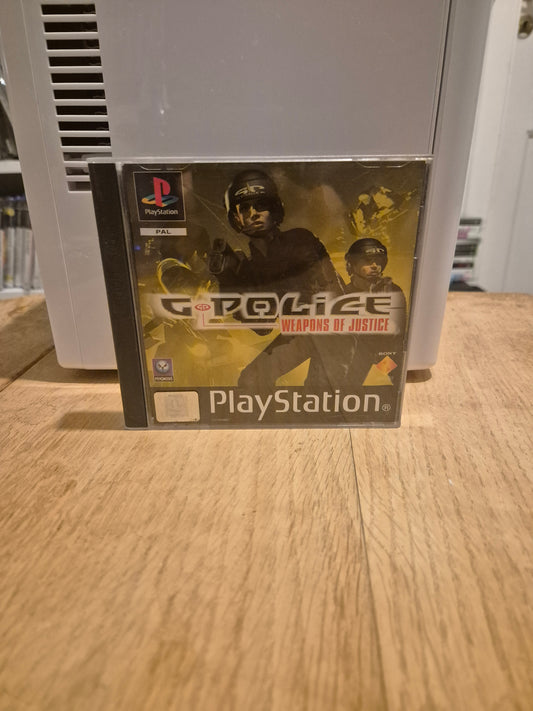 PlayStation
PAL
G-POLICE
WEAPONS OF JUSTICE
SONY
PlayStation®